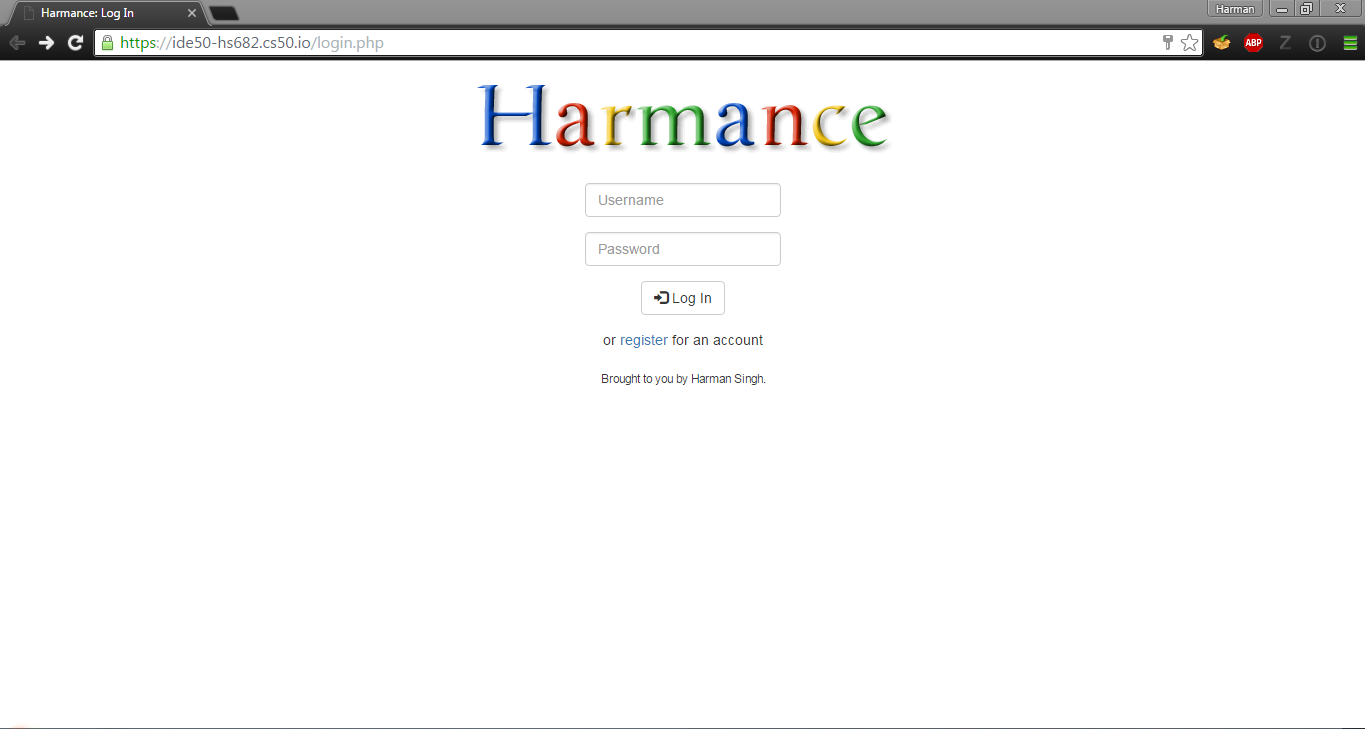 Harmance: Log In
Harman
https://ide50-hs682.cs50.io/login.php
ABP
Z
Harmance
Username
Password
Log In
or register for an account
Brought to you by Harman Singh.